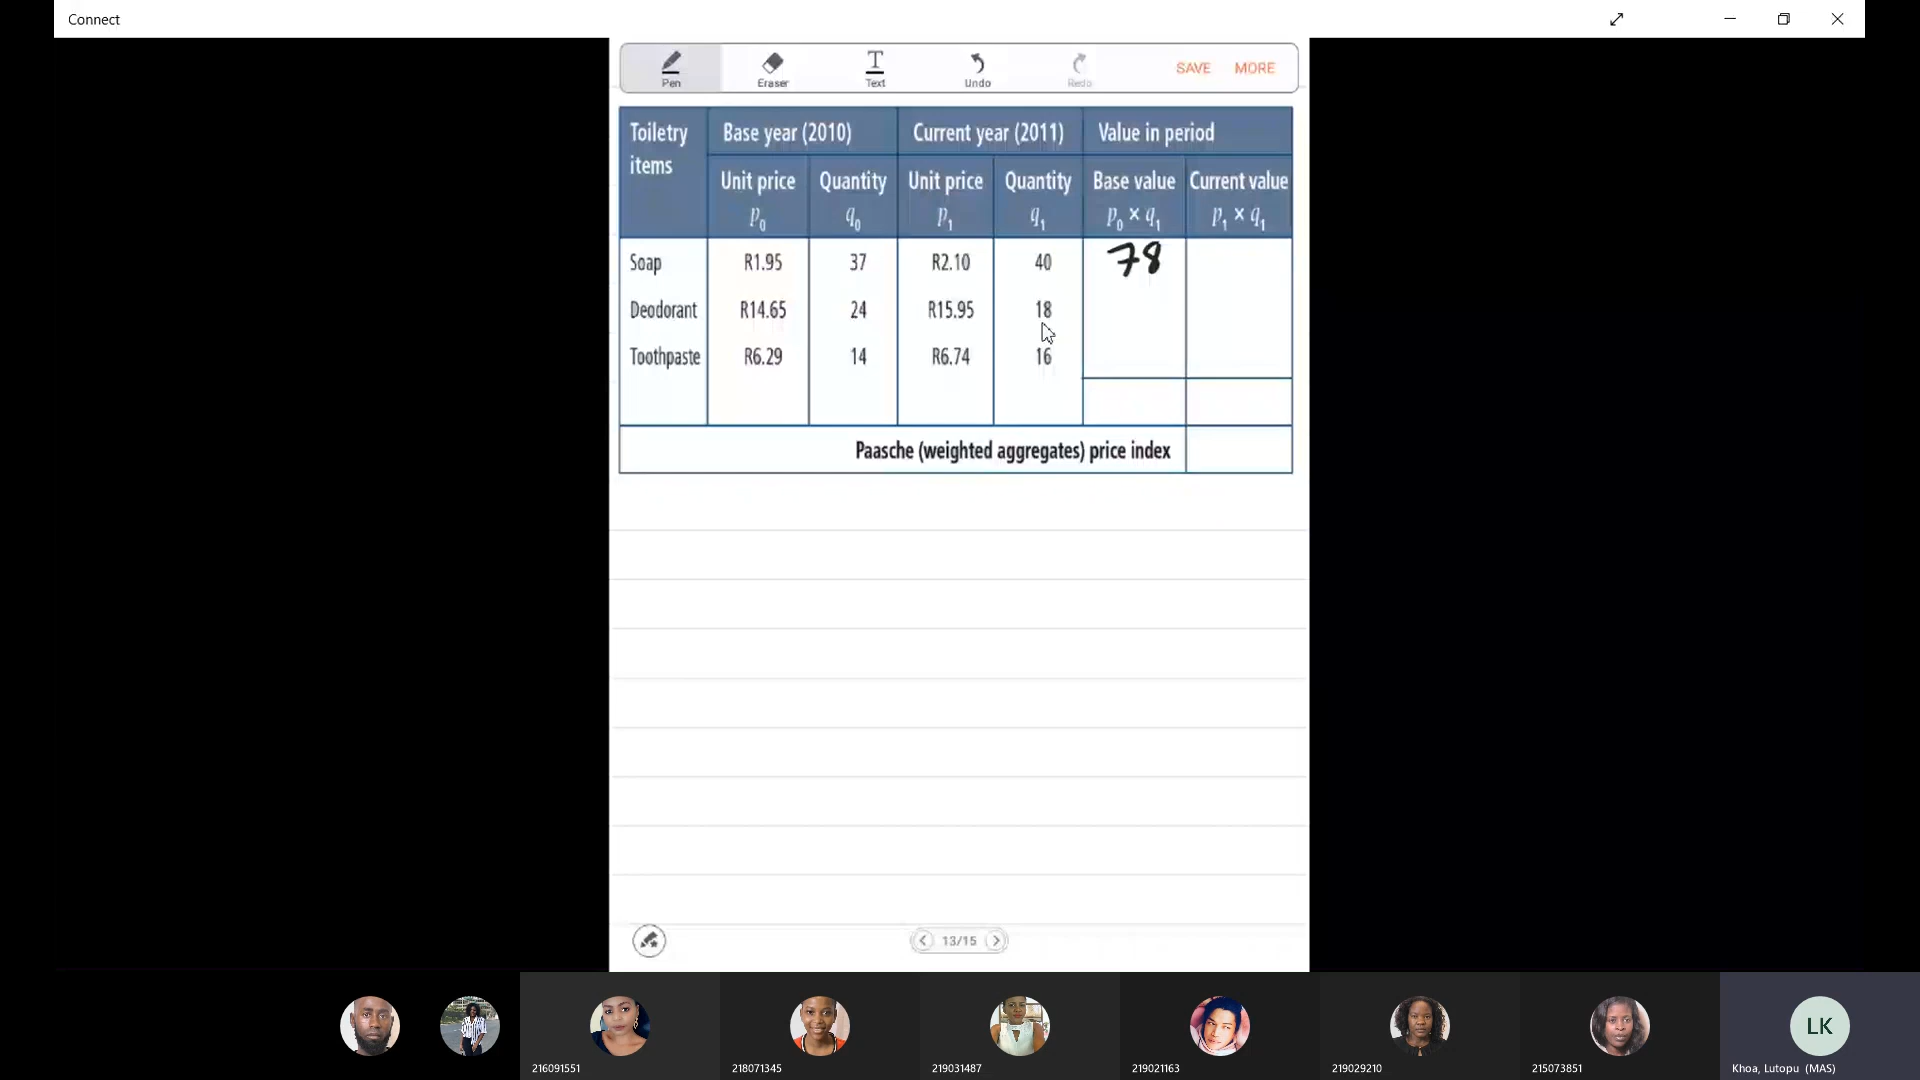 Connect
Pen Eraser Text Undo Redo SAVE MORE
Toiletry items Base year (2010) Current year (2011) Value in period
Unit price p₀ Quantity q₀ Unit price p₁ Quantity q₁ Base value p₀ × q₁ Current value p₁ × q₁
Soap R1.95 37 R2.10 40 78
Deodorant R14.65 24 R15.95 18
Toothpaste R6.29 14 R6.74 16
Paasche (weighted aggregates) price index
13/15
216091551 218071345 219031487 219021163 219029210 215073851 LK
Khoa, Lutopu (MAS)